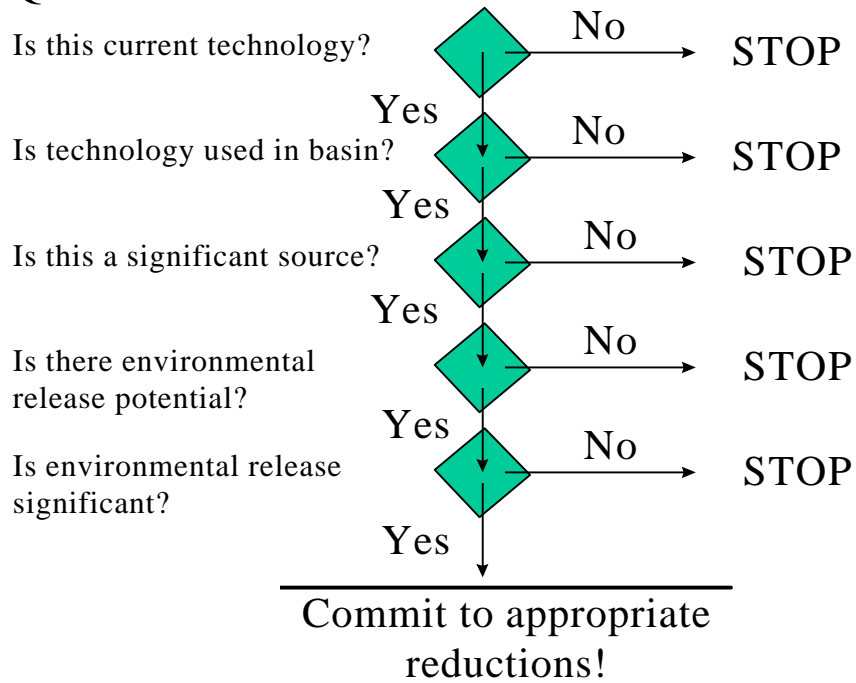 Is this current technology?
No
STOP
Yes
Is technology used in basin?
No
STOP
Yes
Is this a significant source?
No
STOP
Yes
Is there environmental
release potential?
No
STOP
Yes
Is environmental release
significant?
No
STOP
Yes
Commit to appropriate
reductions!